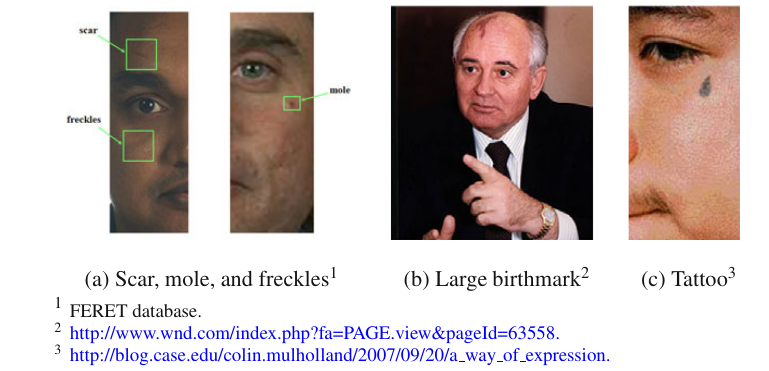 scar
freckles
mole
(a) Scar, mole, and freckles1
(b) Large birthmark2
(c) Tattoo3
1 FERET database.
2 http://www.wnd.com/index.php?fa=PAGE.view&pageId=63558.
3 http://blog.case.edu/colin.mulholland/2007/09/20/a_way_of_expression.